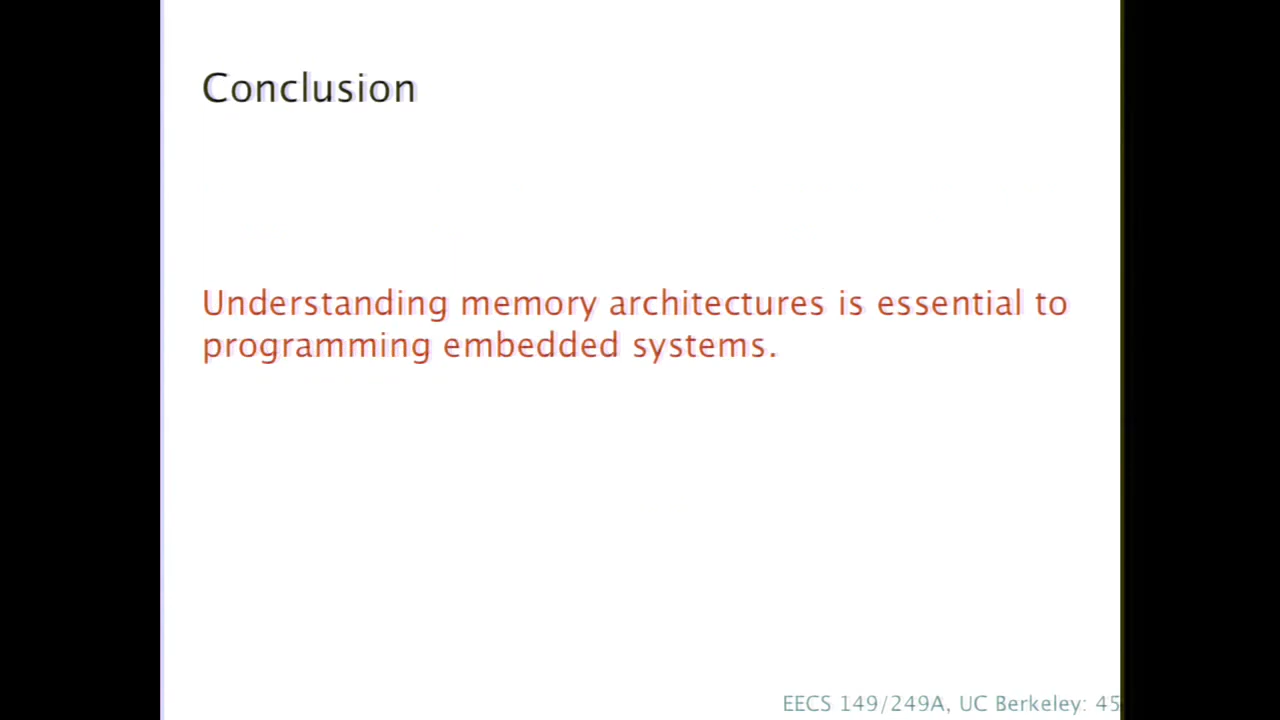 Conclusion
Understanding memory architectures is essential to
programming embedded systems.
EECS 149/249A, UC Berkeley: 45